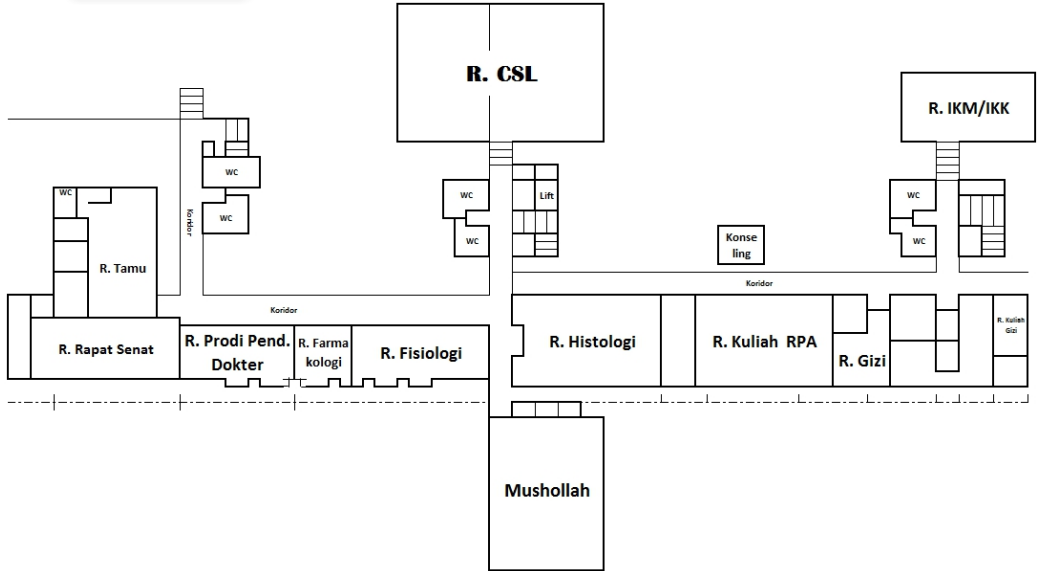 R. CSL
R. IKM/IKK
WC
WC
WC
WC
WC
Lift
WC
WC
Koridor
Konse
ling
R. Tamu
Koridor
Koridor
R. Rapat Senat
R. Prodi Pend.
Dokter
R. Farma
kologi
R. Fisiologi
R. Histologi
R. Kuliah RPA
R. Gizi
R. Kuliah
Gizi
Mushollah